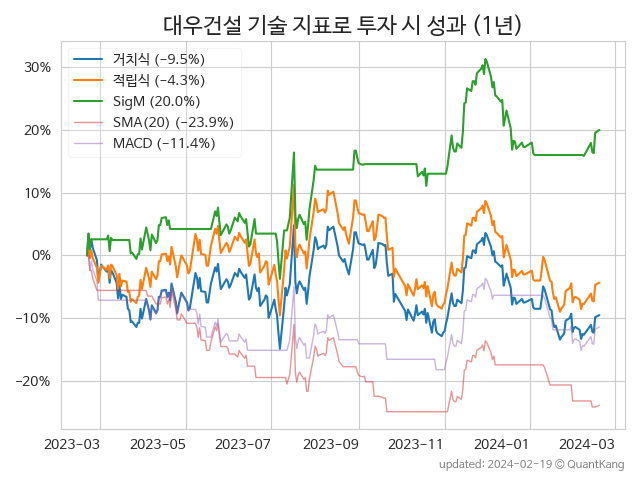 대우건설 기술 지표로 투자 시 성과 (1년)
거치식 (−9.5%)
적립식 (−4.3%)
SigM (20.0%)
SMA(20) (−23.9%)
MACD (−11.4%)
30%
20%
10%
0%
−10%
−20%
2023-03 2023-05 2023-07 2023-09 2023-11 2024-01 2024-03
updated: 2024-02-19 © QuantKang